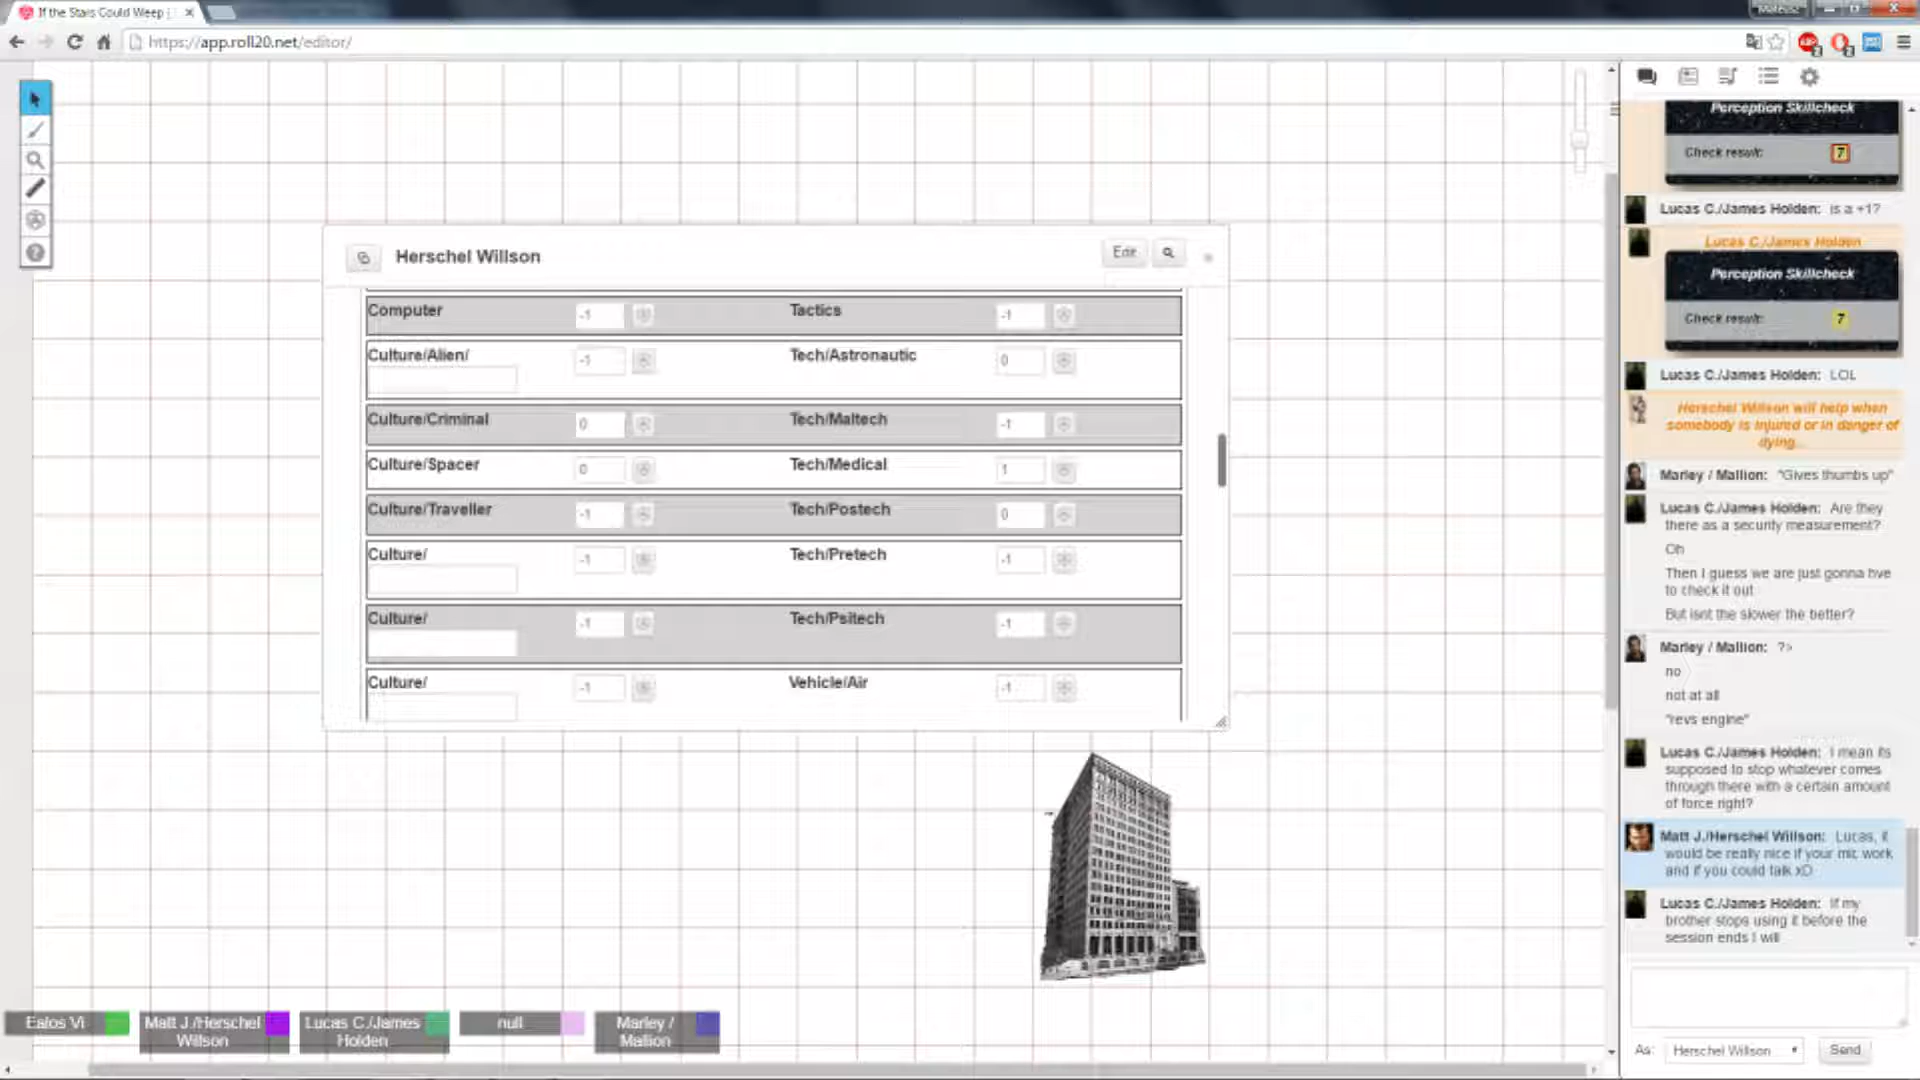 If the Stars Could Weep |
Mateusz
https://app.roll20.net/editor/
Herschel Willson
Edit
Computer -1 Tactics -1
Culture/Alien/ -1 Tech/Astronautic 0
Culture/Criminal 0 Tech/Maltech -1
Culture/Spacer 0 Tech/Medical 1
Culture/Traveller -1 Tech/Postech 0
Culture/ -1 Tech/Pretech -1
Culture/ -1 Tech/Psitech -1
Culture/ -1 Vehicle/Air -1
Perception Skillcheck
Check result: 7
Lucas C./James Holden: is a +1?
Lucas C./James Holden
Perception Skillcheck
Check result: 7
Lucas C./James Holden: LOL
Herschel Willson will help when
somebody is injured or in danger of
dying...
Marley / Mallion: "Gives thumbs up"
Lucas C./James Holden: Are they
there as a security measurement?
Oh
Then I guess we are just gonna hve
to check it out
But isnt the slower the better?
Marley / Mallion: ?>
no
not at all
"revs engine"
Lucas C./James Holden: I mean its
supposed to stop whatever comes
through there with a certain amount
of force right?
Matt J./Herschel Willson: Lucas, it
would be really nice if your mic work
and if you could talk xD
Lucas C./James Holden: If my
brother stops using it before the
session ends I will
As: Herschel Willson Send
Ealos VI
Matt J./Herschel
Willson
Lucas C./James
Holden
null
Marley /
Mallion